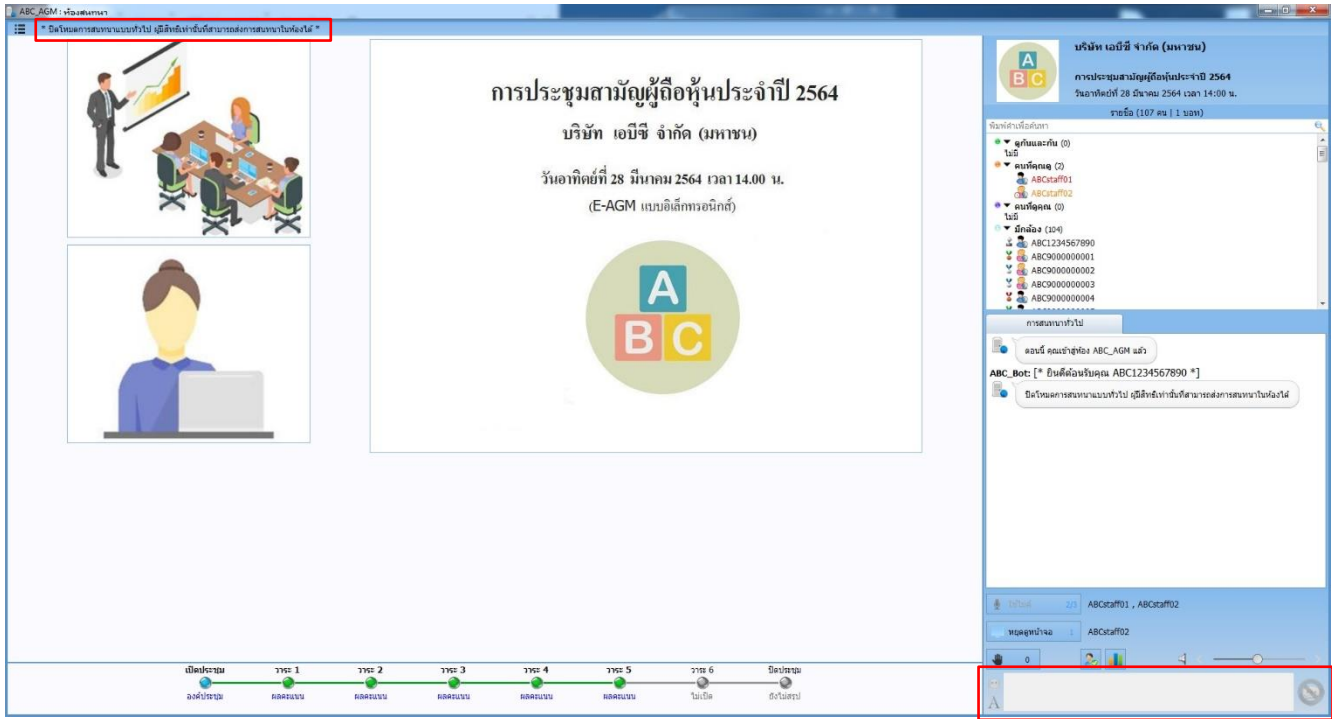 ABC_AGM : ห้องสนทนา
* ปิดโหมดการสนทนาแบบทั่วไป ผู้มีสิทธิเท่านั้นที่สามารถส่งการสนทนาในห้องได้ *
การประชุมสามัญผู้ถือหุ้นประจำปี 2564
บริษัท เอบีซี จำกัด (มหาชน)
วันอาทิตย์ที่ 28 มีนาคม 2564 เวลา 14.00 น.
(E-AGM แบบอิเล็กทรอนิกส์)
A
B C
A
B C
บริษัท เอบีซี จำกัด (มหาชน)
การประชุมสามัญผู้ถือหุ้นประจำปี 2564
วันอาทิตย์ที่ 28 มีนาคม 2564 เวลา 14:00 น.
รายชื่อ (107 คน | 1 บอท)
พิมพ์คำเพื่อค้นหา
ดูกันและกัน (0)
ไม่มี
คนที่คุณดู (2)
ABCstaff01
ABCstaff02
คนที่ดูคุณ (0)
ไม่มี
มีกล้อง (104)
ABC1234567890
ABC9000000001
ABC9000000002
ABC9000000003
ABC9000000004
การสนทนาทั่วไป
ตอนนี้ คุณเข้าสู่ห้อง ABC_AGM แล้ว
ABC_Bot: [* ยินดีต้อนรับคุณ ABC1234567890 *]
ปิดโหมดการสนทนาแบบทั่วไป ผู้มีสิทธิเท่านั้นที่สามารถส่งการสนทนาในห้องได้
2/3 ABCstaff01 , ABCstaff02
หยุดดูหน้าจอ 1 ABCstaff02
0
A
เปิดประชุม วาระ 1 วาระ 2 วาระ 3 วาระ 4 วาระ 5 วาระ 6 ปิดประชุม
องค์ประชุม ผลคะแนน ผลคะแนน ผลคะแนน ผลคะแนน ผลคะแนน ไม่เปิด ยังไม่สรุป